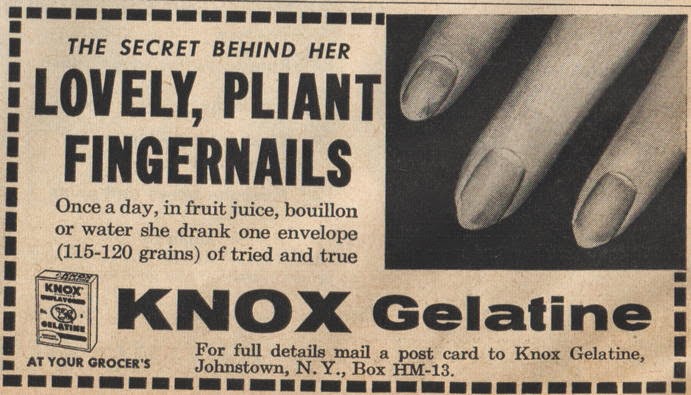 THE SECRET BEHIND HER
LOVELY, PLIANT
FINGERNAILS
Once a day, in fruit juice, bouillon
or water she drank one envelope
(115-120 grains) of tried and true
KNOX
KNOX
UNFLAVORED
GELATINE
KNOX Gelatine
AT YOUR GROCER'S
For full details mail a post card to Knox Gelatine,
Johnstown, N. Y., Box HM-13.